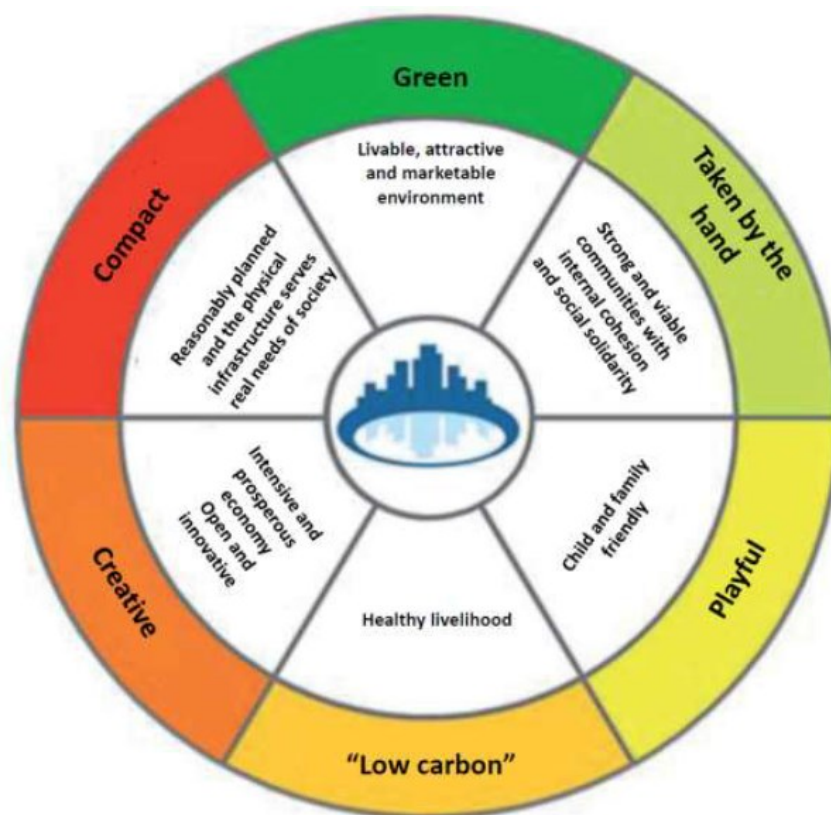 Green
Livable, attractive
and marketable
environment
Taken by the
hand
Strong and viable
communities with
internal cohesion
and social solidarity
Playful
Child and family
friendly
“Low carbon”
Healthy livelihood
Creative
Intensive and
prosperous
economy
Open and
innovative
Compact
Reasonably planned
and the physical
infrastructure serves
real needs of society